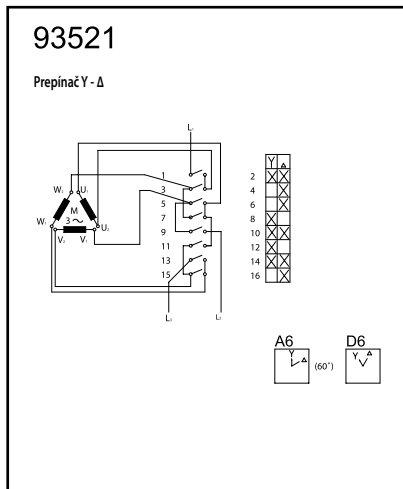 93521
Prepínač Y - Δ
L₁
W₂ U₁
M
3 ~
W₁ U₂
V₂ V₁
1
3
5
7
9
11
13
15
L₃ L₂
Y Δ
2 X X
4 X
6 X
8 X
10 X X
12 X
14 X X
16 X
A6 D6
Y Δ (60°) Y Δ